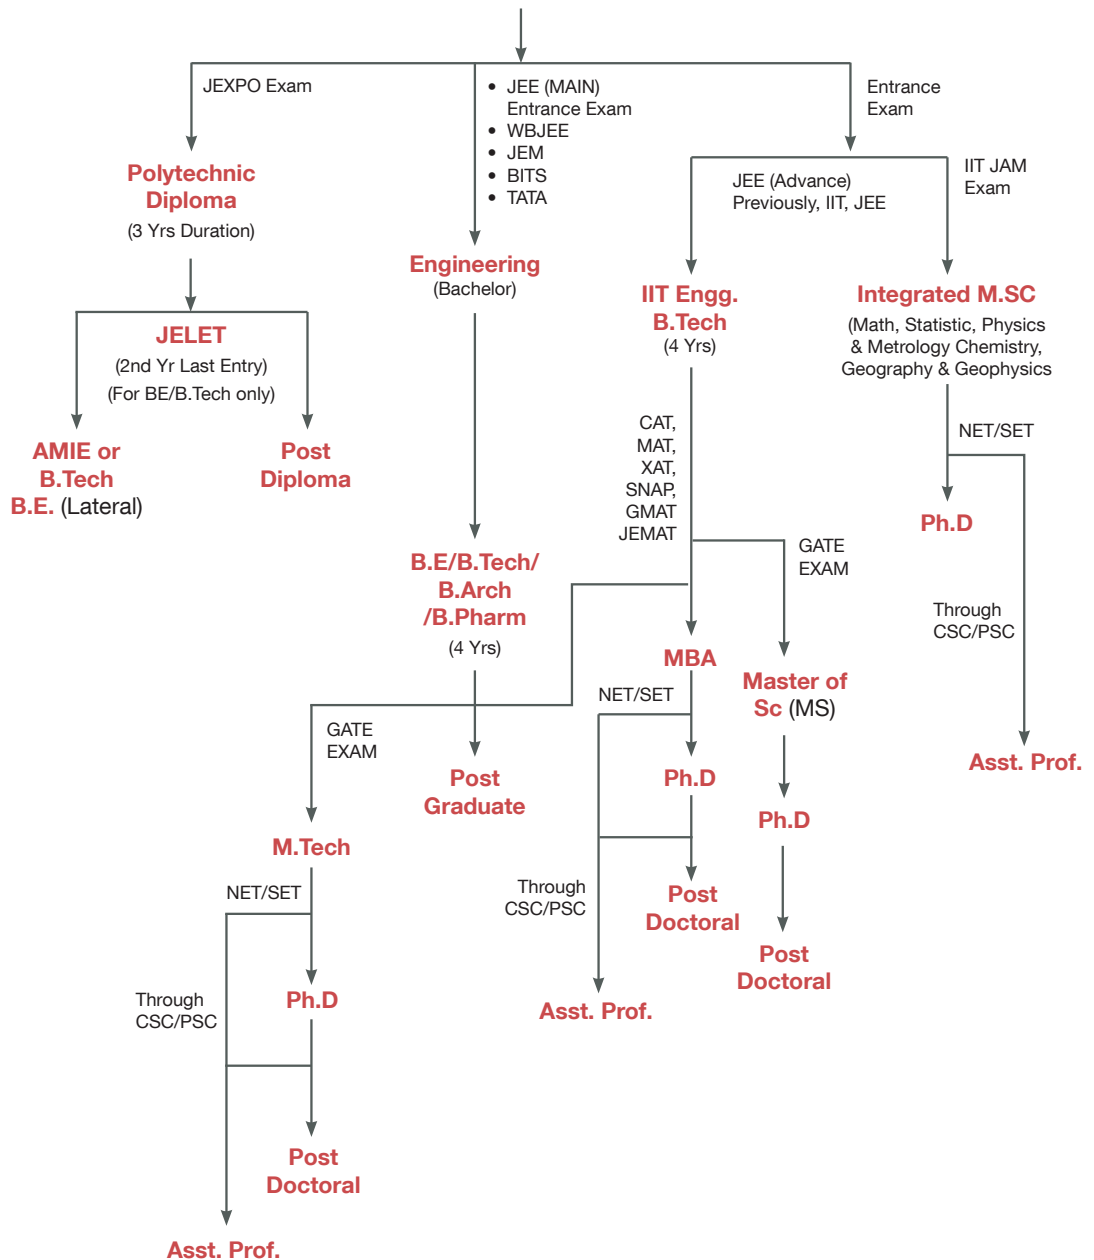 JEXPO Exam
• JEE (MAIN)
Entrance Exam
• WBJEE
• JEM
• BITS
• TATA
Entrance
Exam
Polytechnic
Diploma
(3 Yrs Duration)
JEE (Advance)
Previously, IIT, JEE
IIT JAM
Exam
Engineering
(Bachelor)
IIT Engg.
B.Tech
(4 Yrs)
Integrated M.SC
(Math, Statistic, Physics
& Metrology Chemistry,
Geography & Geophysics
JELET
(2nd Yr Last Entry)
(For BE/B.Tech only)
AMIE or
B.Tech
B.E. (Lateral)
Post
Diploma
CAT,
MAT,
XAT,
SNAP,
GMAT
JEMAT
NET/SET
Ph.D
GATE
EXAM
B.E/B.Tech/
B.Arch
/B.Pharm
(4 Yrs)
Through
CSC/PSC
MBA
Master of
Sc (MS)
NET/SET
GATE
EXAM
Post
Graduate
Ph.D
Asst. Prof.
Ph.D
M.Tech
NET/SET
Through
CSC/PSC
Post
Doctoral
Post
Doctoral
Ph.D
Through
CSC/PSC
Asst. Prof.
Post
Doctoral
Asst. Prof.